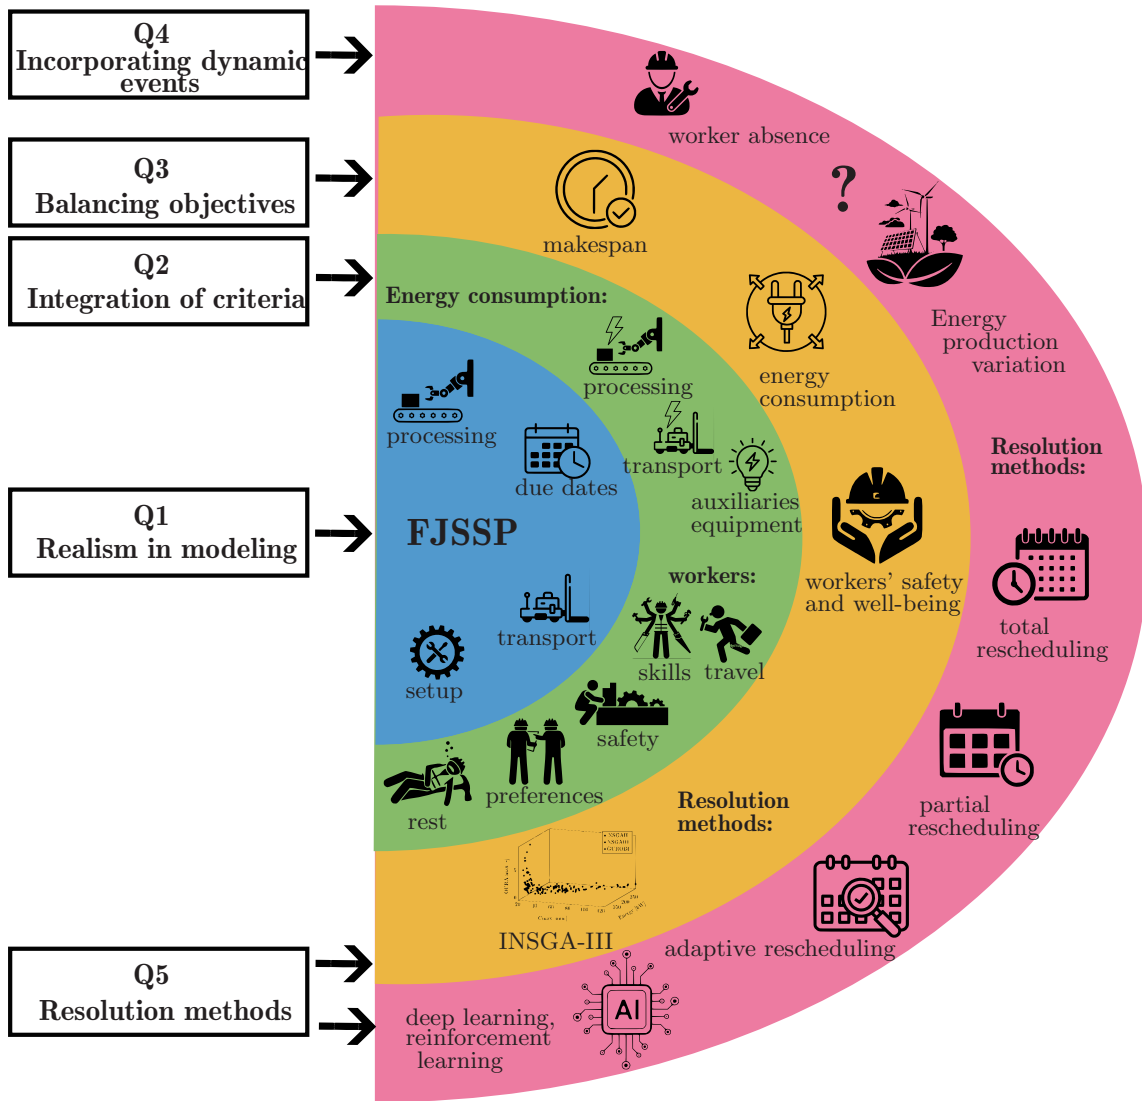 Q4
Incorporating dynamic
events
Q3
Balancing objectives
Q2
Integration of criteria
Q1
Realism in modeling
Q5
Resolution methods
worker absence
?
Energy
production
variation
Resolution
methods:
total
rescheduling
partial
rescheduling
adaptive rescheduling
AI
deep learning,
reinforcement
learning
makespan
energy
consumption
workers' safety
and well-being
Resolution
methods:
INSGA-III
Energy consumption:
processing
transport
auxiliaries
equipment
workers:
skills
travel
safety
preferences
rest
processing
due dates
FJSSP
transport
setup